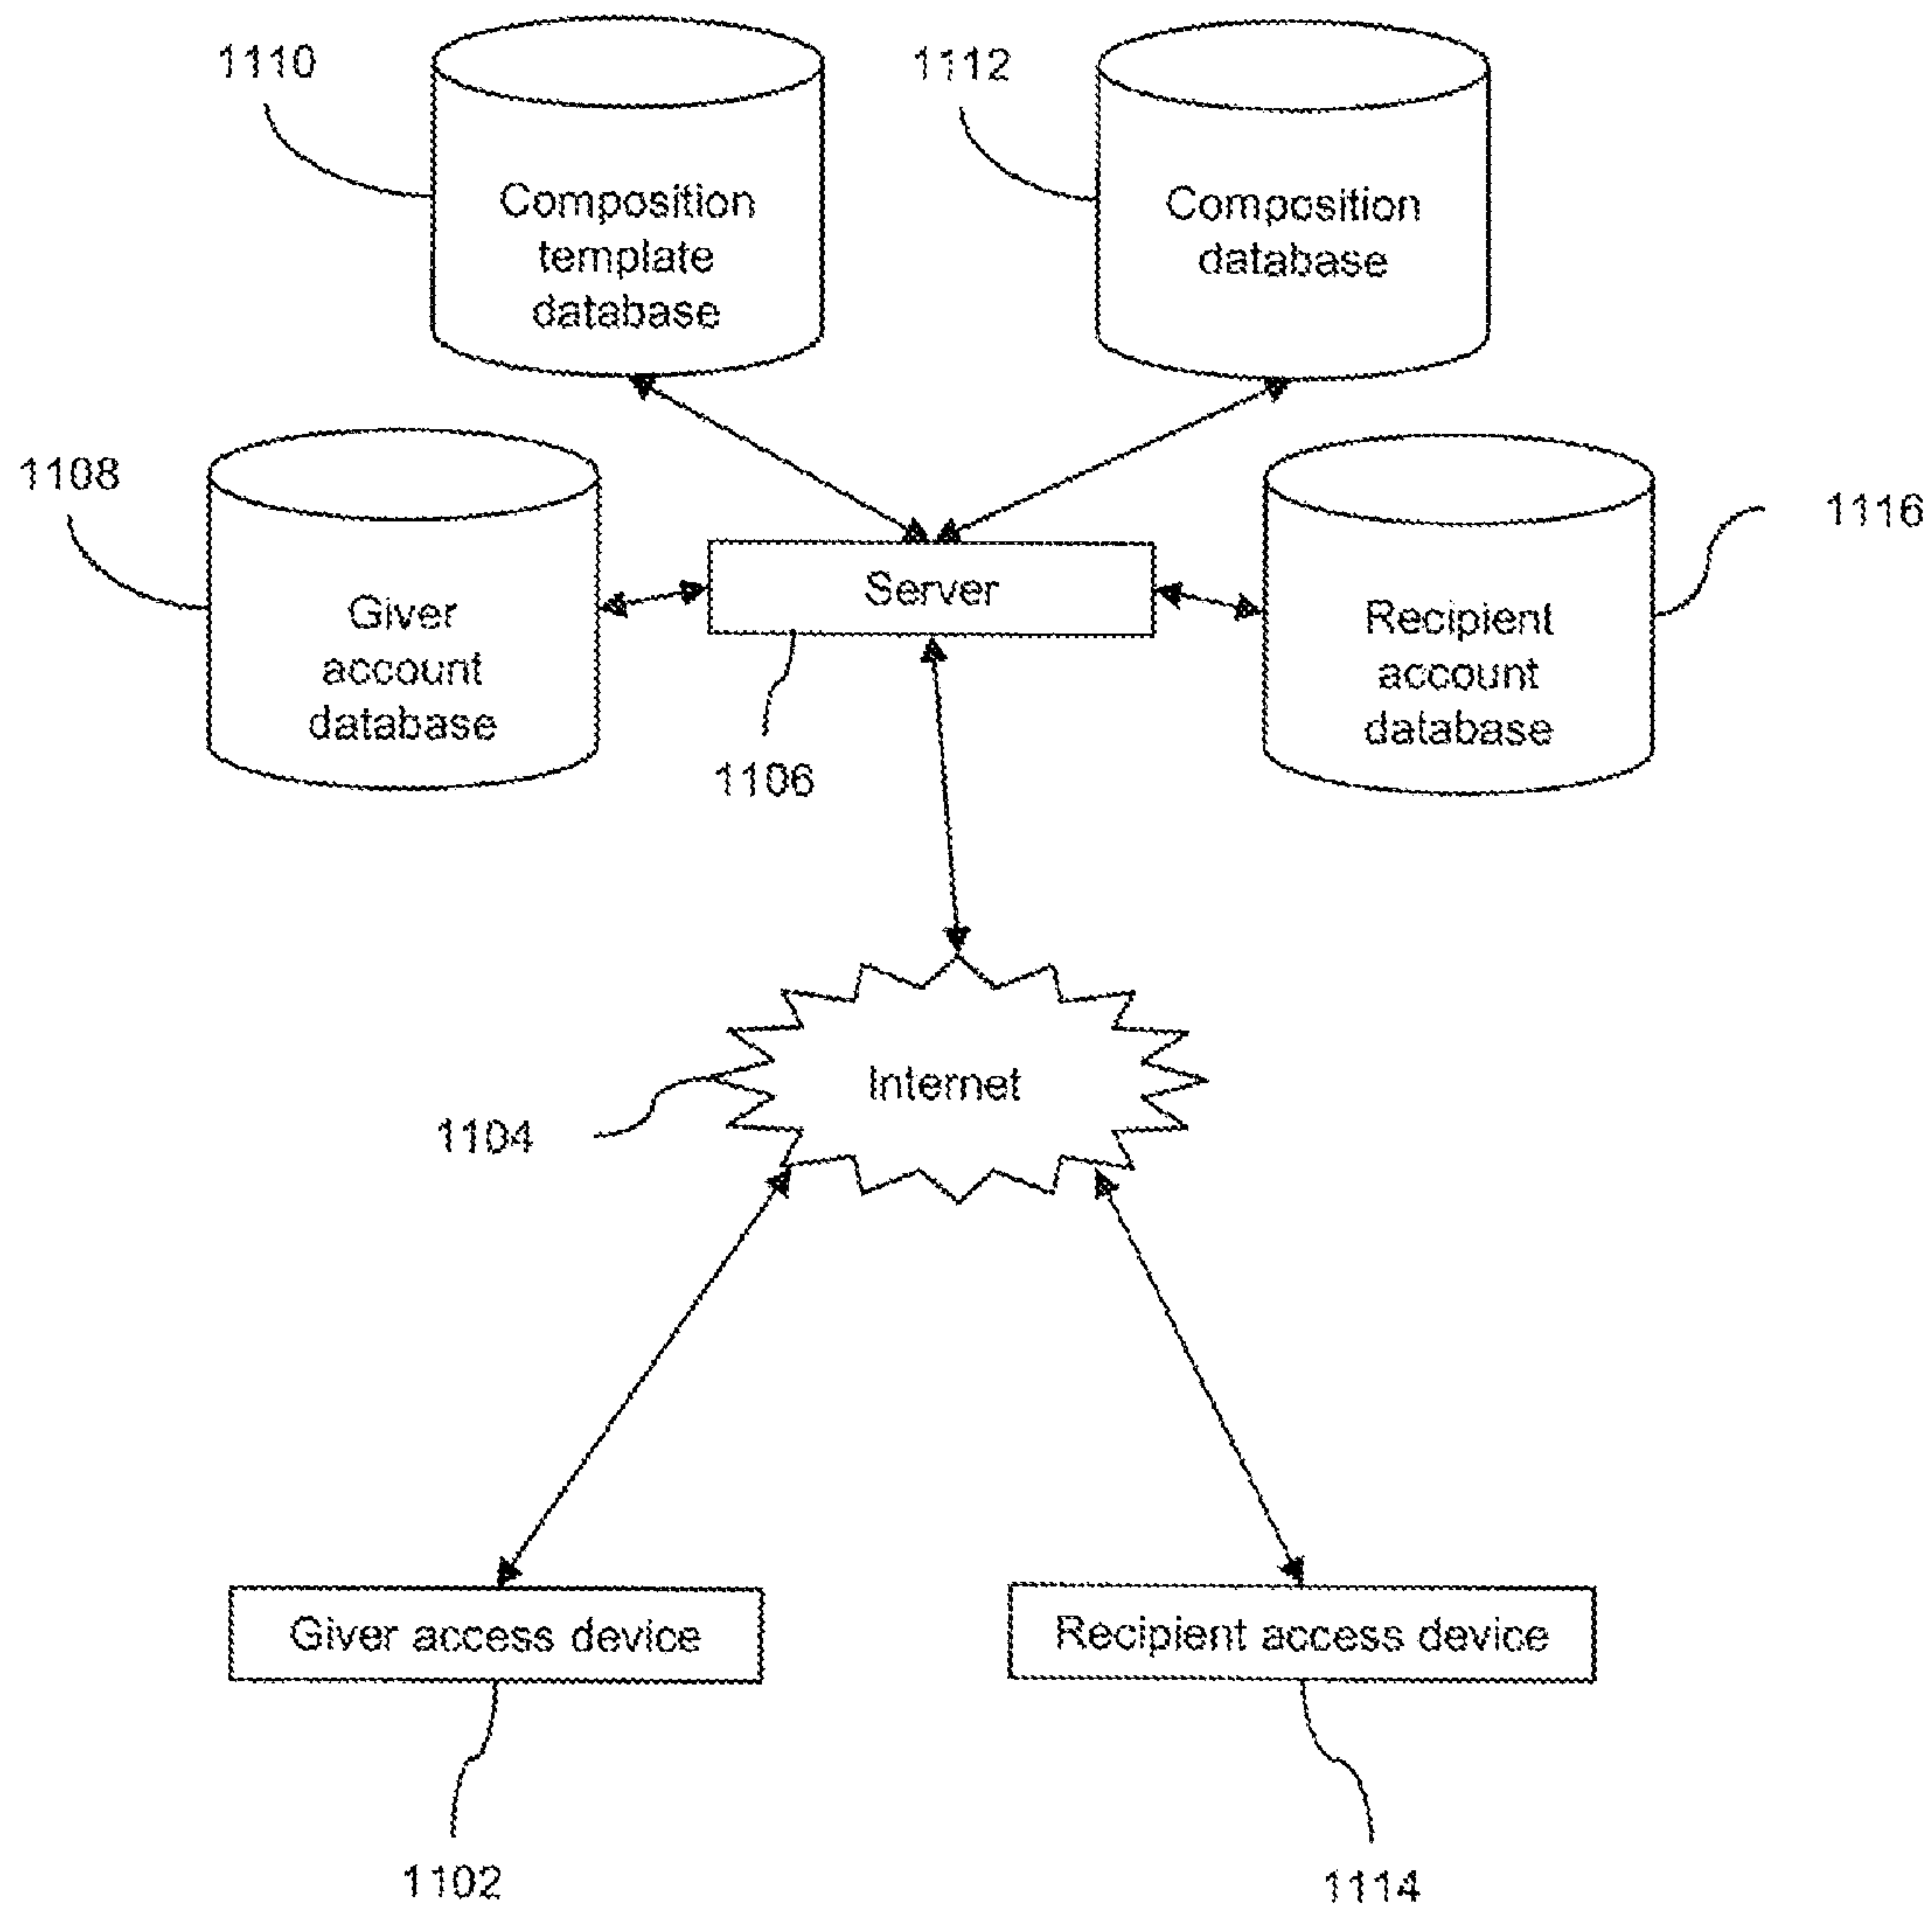 1110
1112
Composition
template
database
Composition
database
1108
1116
Giver
account
database
Server
Recipient
account
database
1106
Internet
1104
Giver access device
Recipient access device
1102
1114